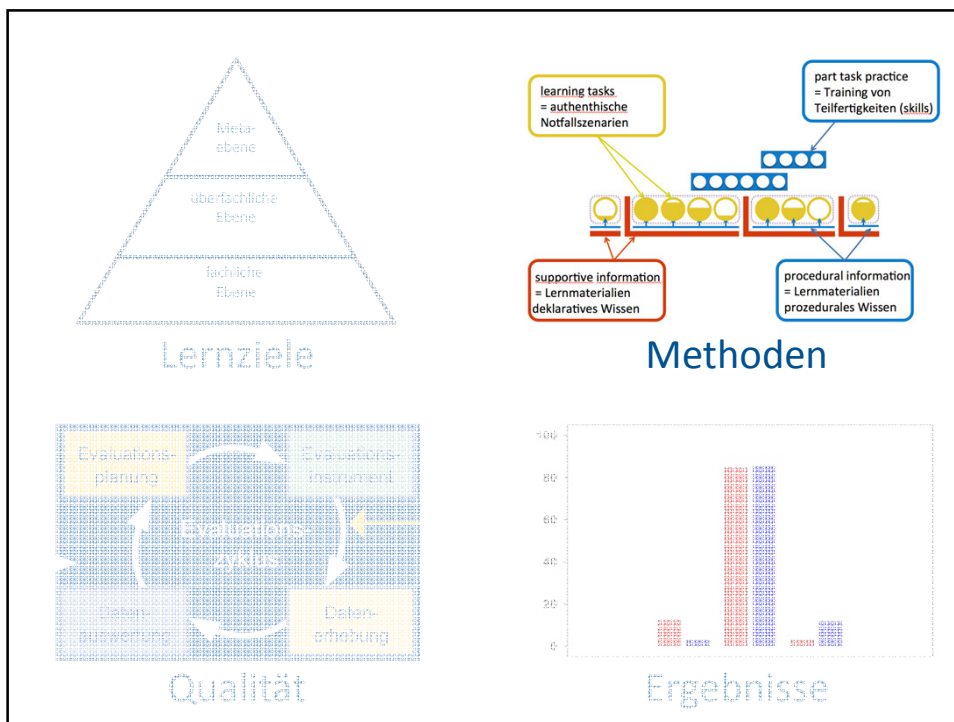 Meta-
ebene
überfachliche
Ebene
fachliche
Ebene
Lernziele
learning tasks
= authenthische
Notfallszenarien
part task practice
= Training von
Teilfertigkeiten (skills)
supportive information
= Lernmaterialien
deklaratives Wissen
procedural information
= Lernmaterialien
prozedurales Wissen
Methoden
Evaluations-
planung
Evaluations-
instrument
Evaluations-
zyklus
Daten-
auswertung
Daten-
erhebung
Qualität
100
80
60
40
20
0
Ergebnisse